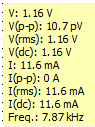 V: 1.16 V
V(p-p): 10.7 pV
V(rms): 1.16 V
V(dc): 1.16 V
I: 11.6 mA
I(p-p): 0 A
I(rms): 11.6 mA
I(dc): 11.6 mA
Freq.: 7.87 kHz